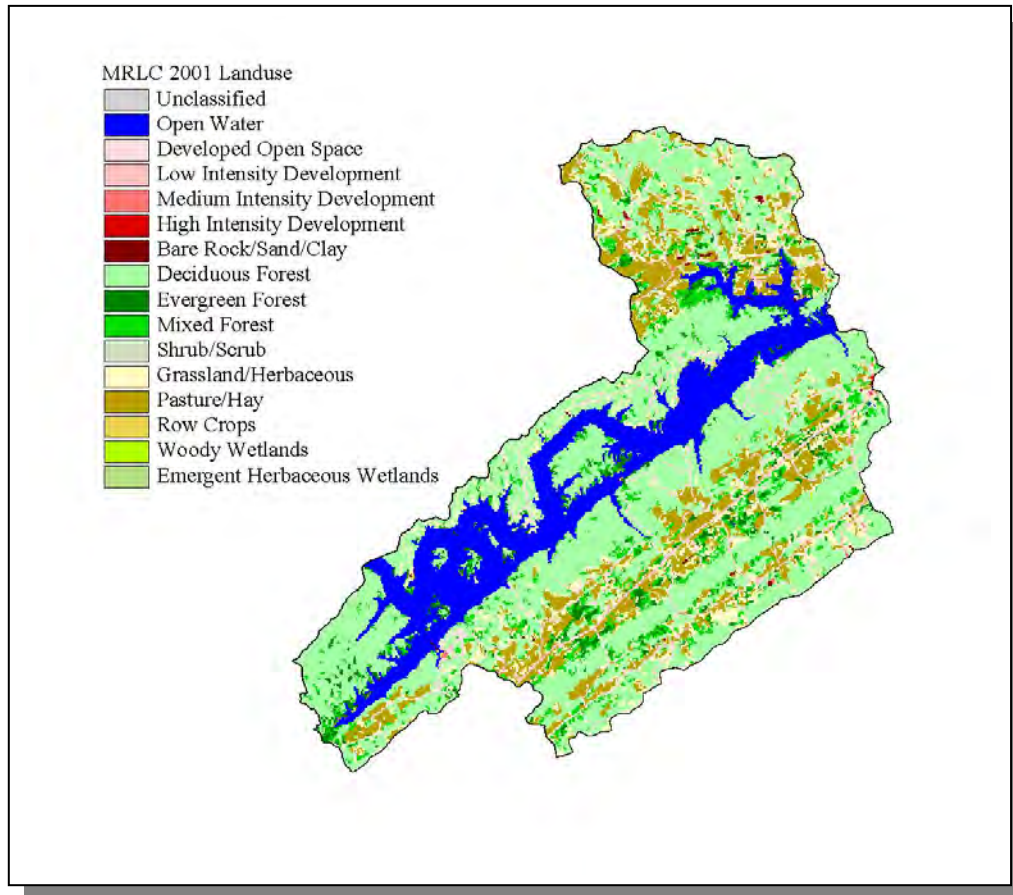 MRLC 2001 Landuse
Unclassified
Open Water
Developed Open Space
Low Intensity Development
Medium Intensity Development
High Intensity Development
Bare Rock/Sand/Clay
Deciduous Forest
Evergreen Forest
Mixed Forest
Shrub/Scrub
Grassland/Herbaceous
Pasture/Hay
Row Crops
Woody Wetlands
Emergent Herbaceous Wetlands